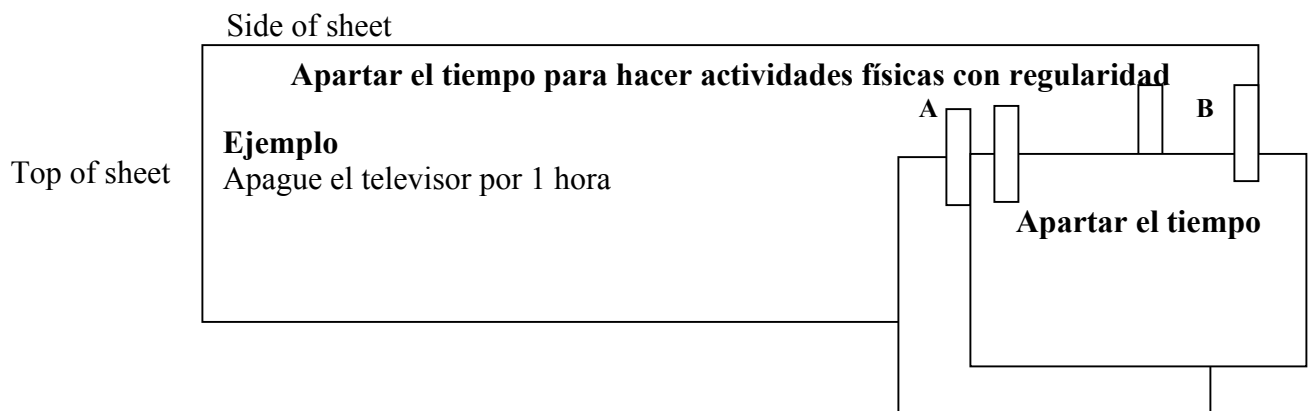 Side of sheet
Apartar el tiempo para hacer actividades físicas con regularidad
A
B
Ejemplo
Top of sheet
Apague el televisor por 1 hora
Apartar el tiempo